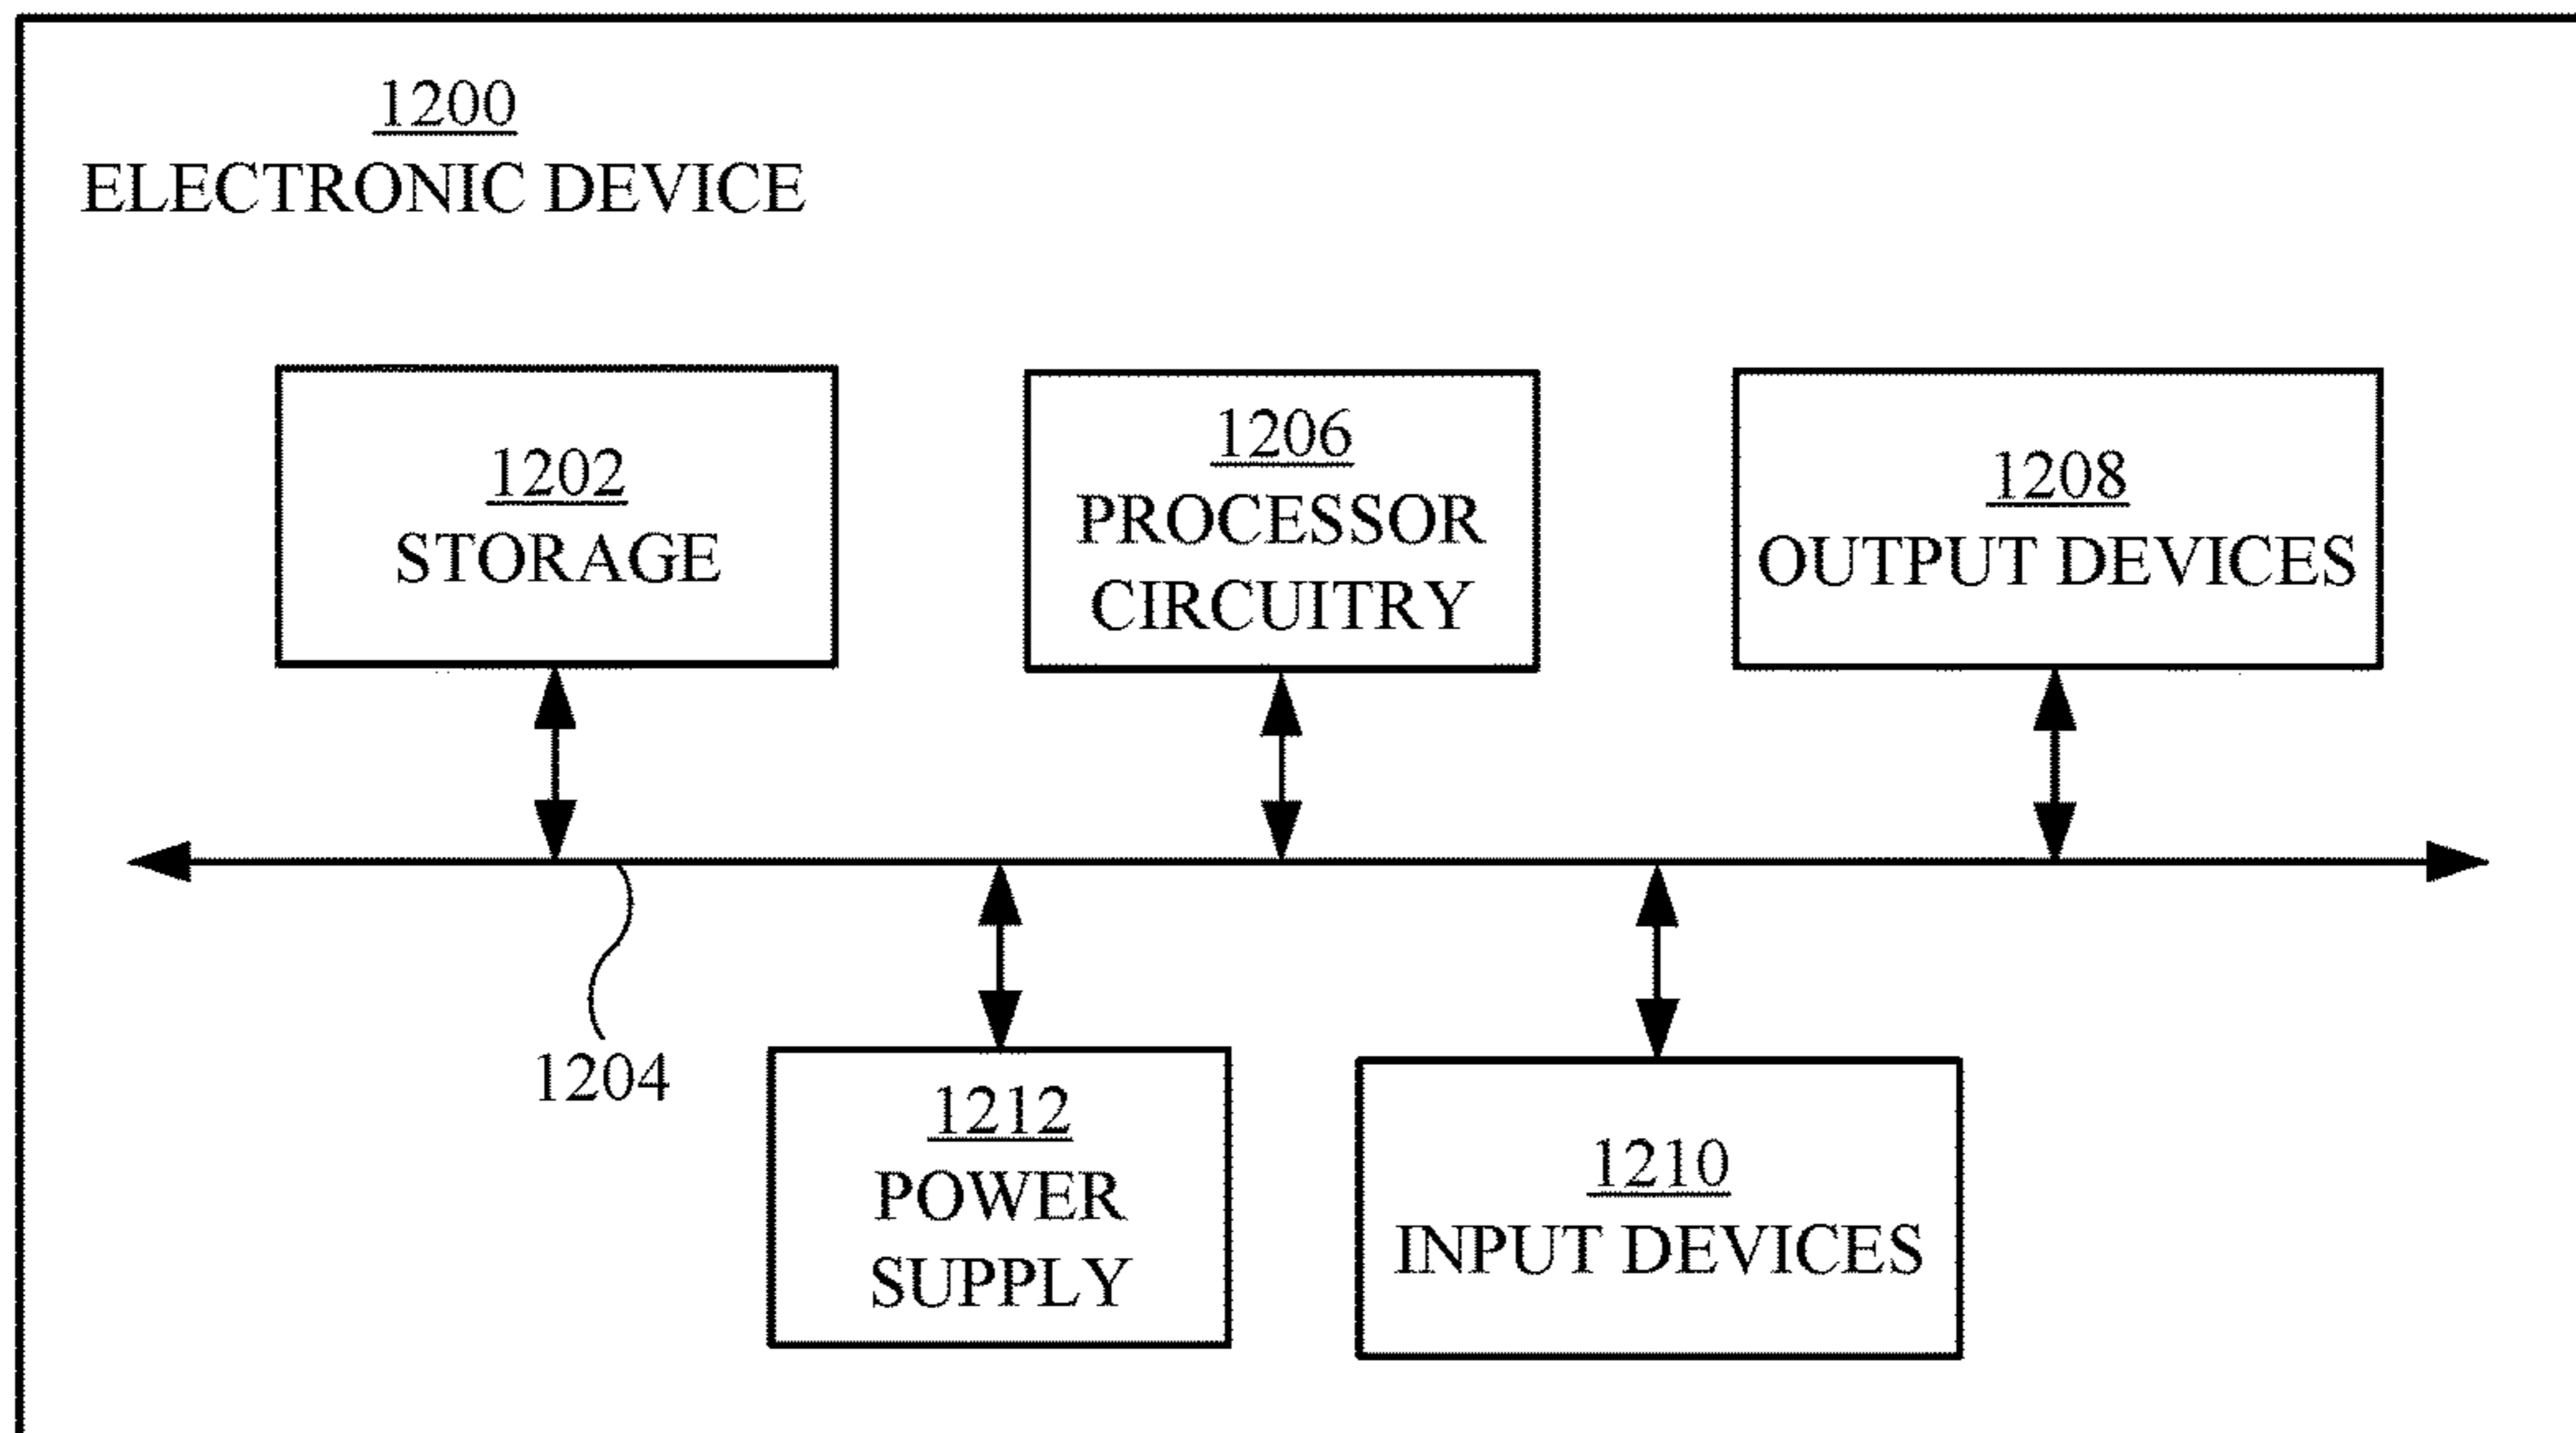 1200
ELECTRONIC DEVICE
1202
STORAGE
1206
PROCESSOR
CIRCUITRY
1208
OUTPUT DEVICES
1204
1212
POWER
SUPPLY
1210
INPUT DEVICES